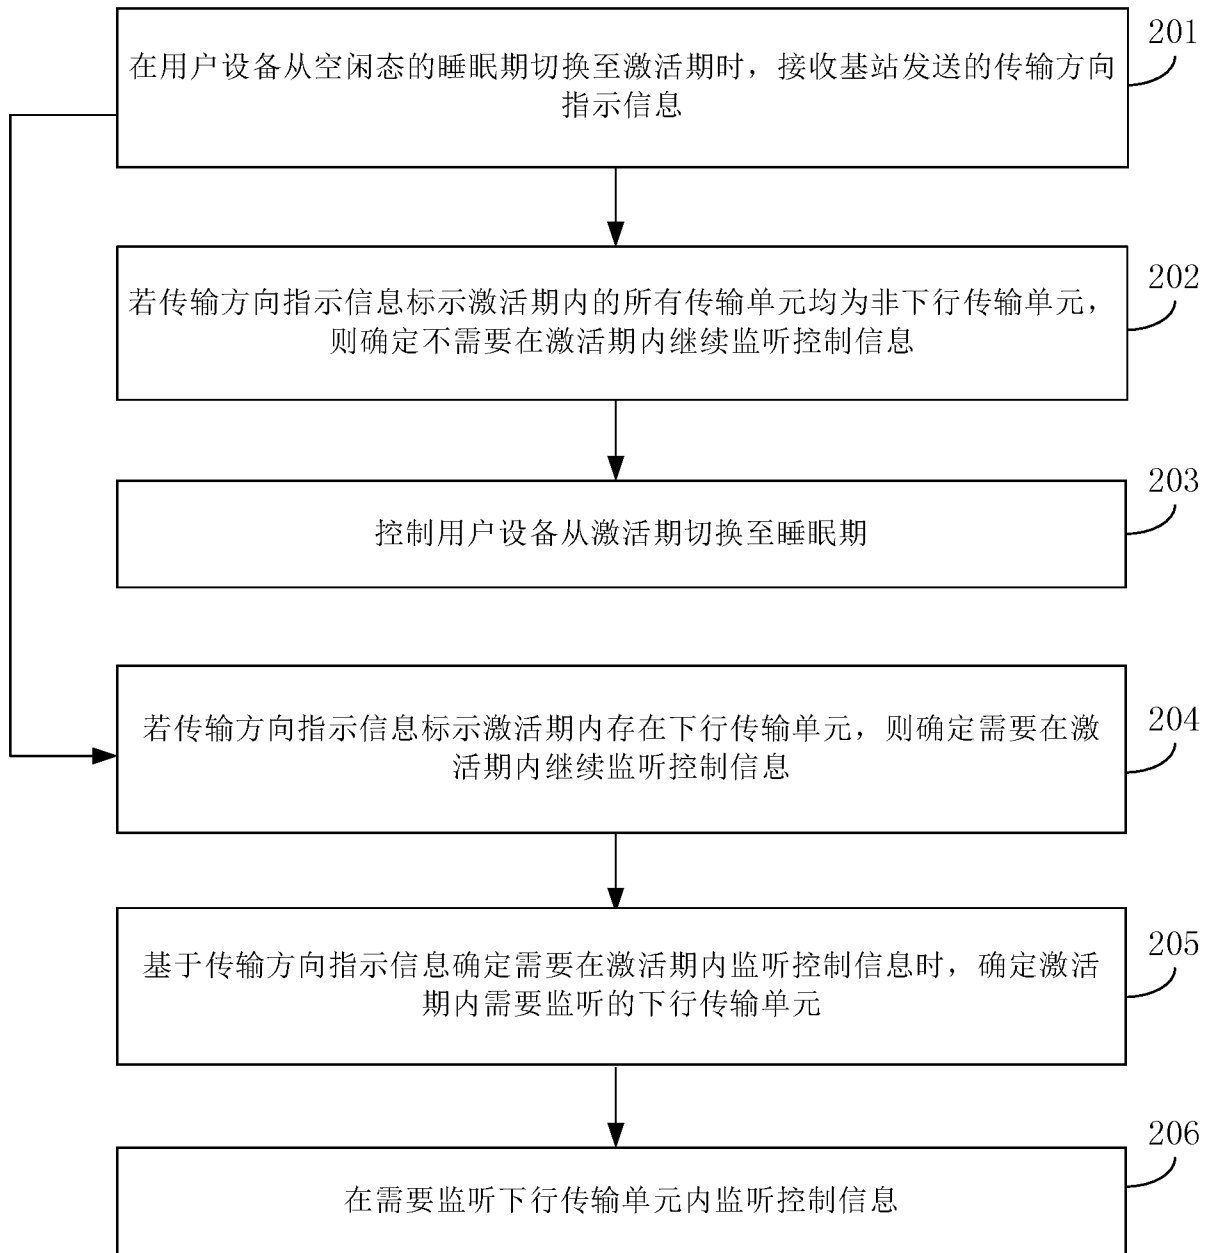 201
在用户设备从空闲态的睡眠期切换至激活期时，接收基站发送的传输方向
指示信息
202
若传输方向指示信息标示激活期内的所有传输单元均为非下行传输单元，
则确定不需要在激活期内继续监听控制信息
203
控制用户设备从激活期切换至睡眠期
204
若传输方向指示信息标示激活期内存在下行传输单元，则确定需要在激
活期内继续监听控制信息
205
基于传输方向指示信息确定需要在激活期内监听控制信息时，确定激活
期内需要监听的下行传输单元
206
在需要监听下行传输单元内监听控制信息